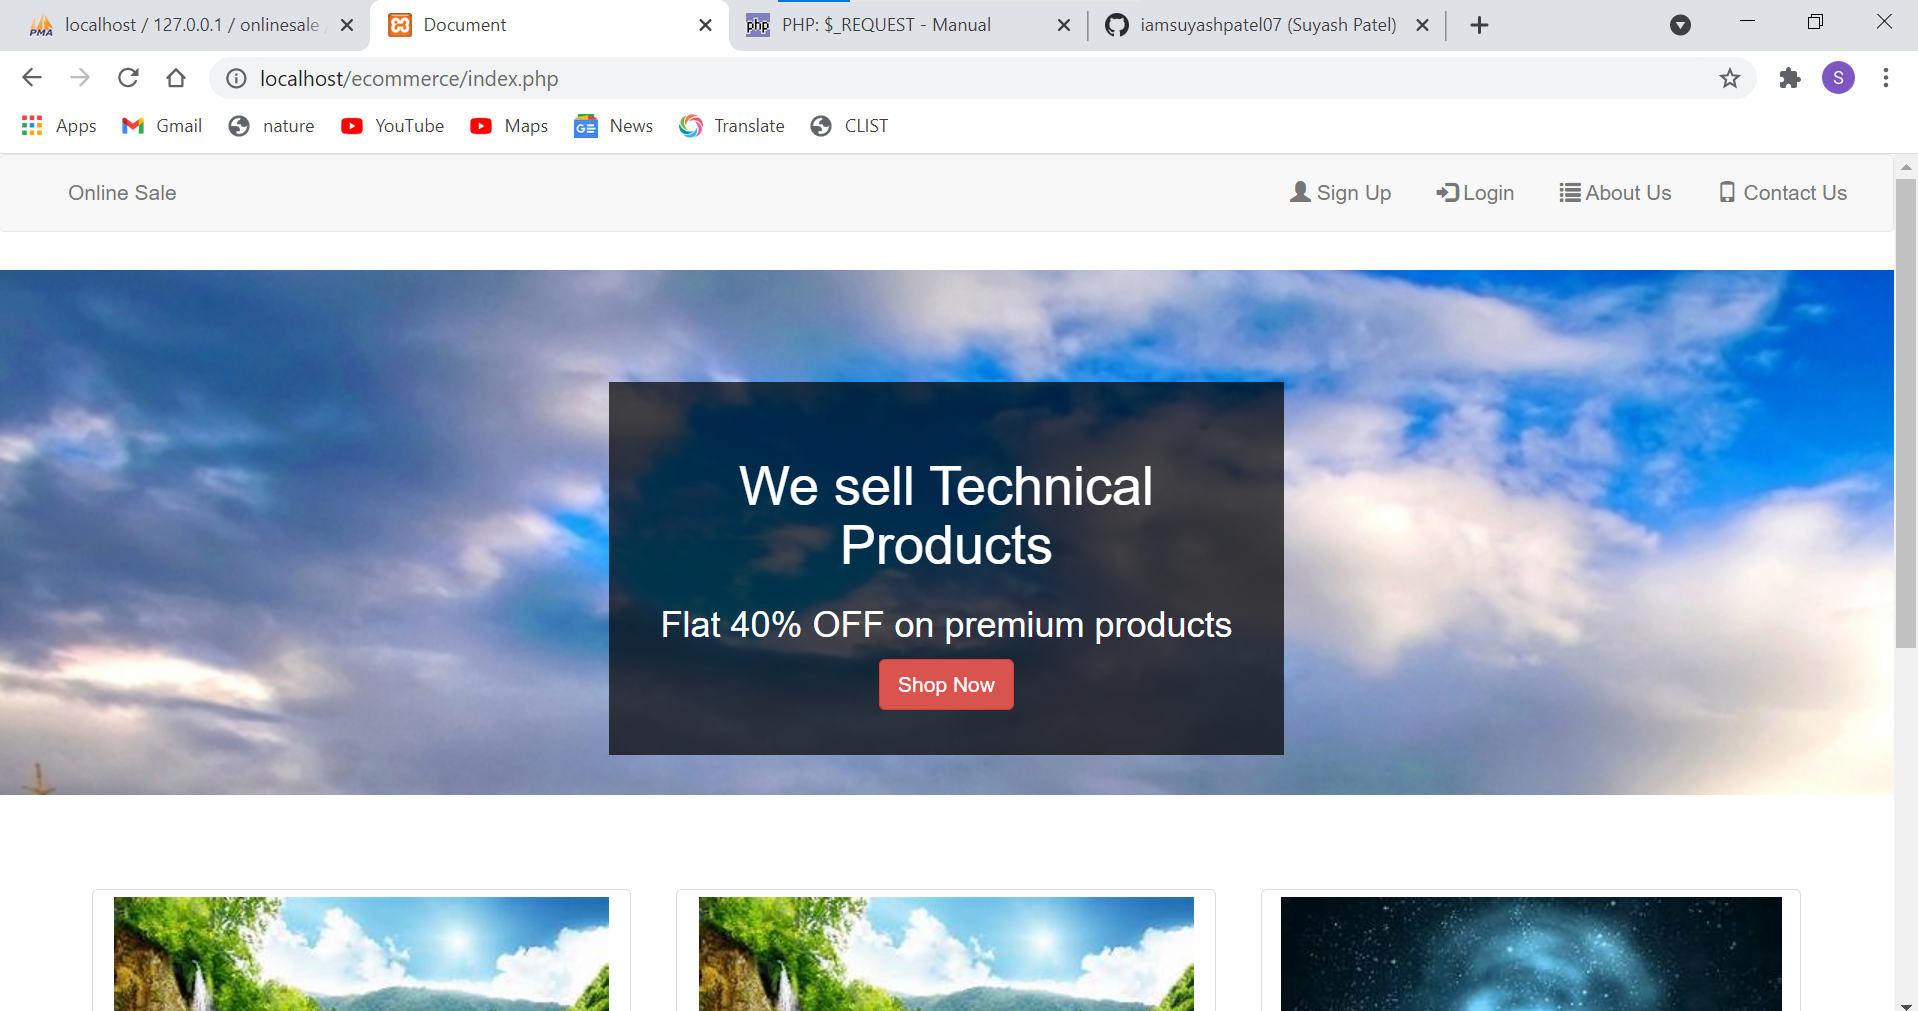 localhost / 127.0.0.1 / onlinesale /
Document
PHP: $_REQUEST - Manual
iamsuyashpatel07 (Suyash Patel)
localhost/ecommerce/index.php
S
Apps
Gmail
nature
YouTube
Maps
News
Translate
CLIST
Online Sale
Sign Up
Login
About Us
Contact Us
We sell Technical
Products
Flat 40% OFF on premium products
Shop Now